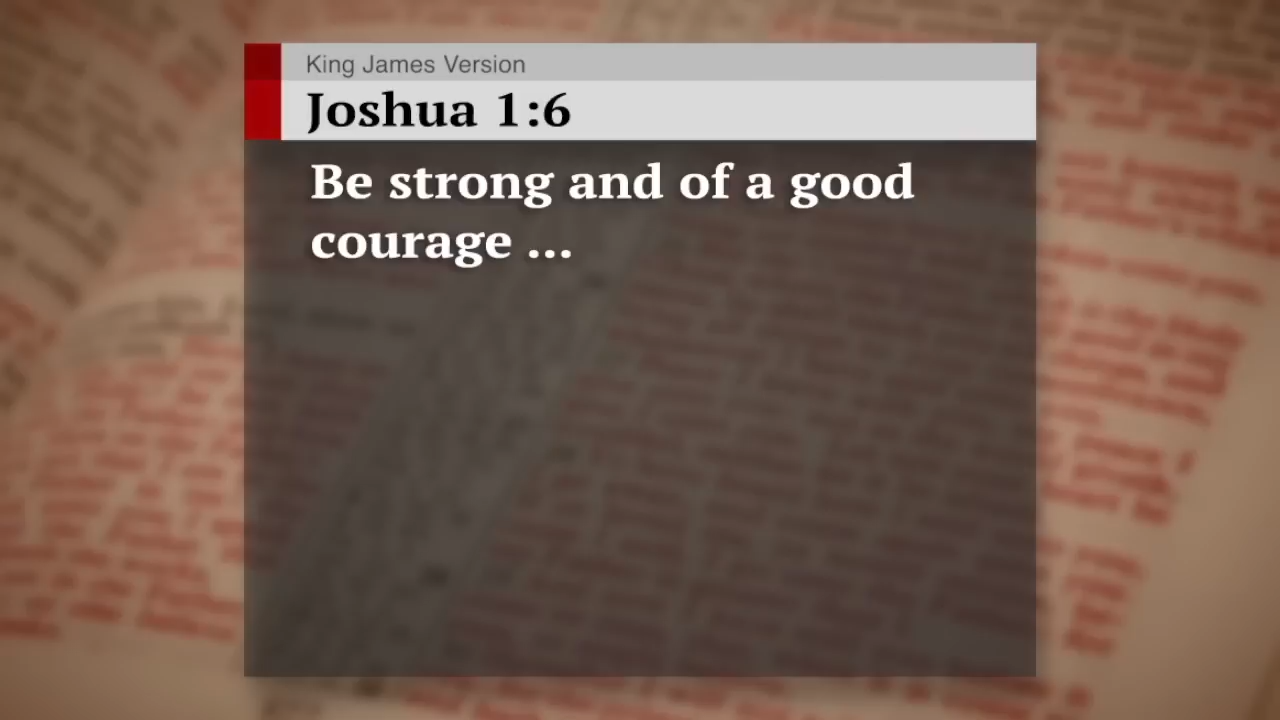 King James Version
Joshua 1:6
Be strong and of a good
courage ...